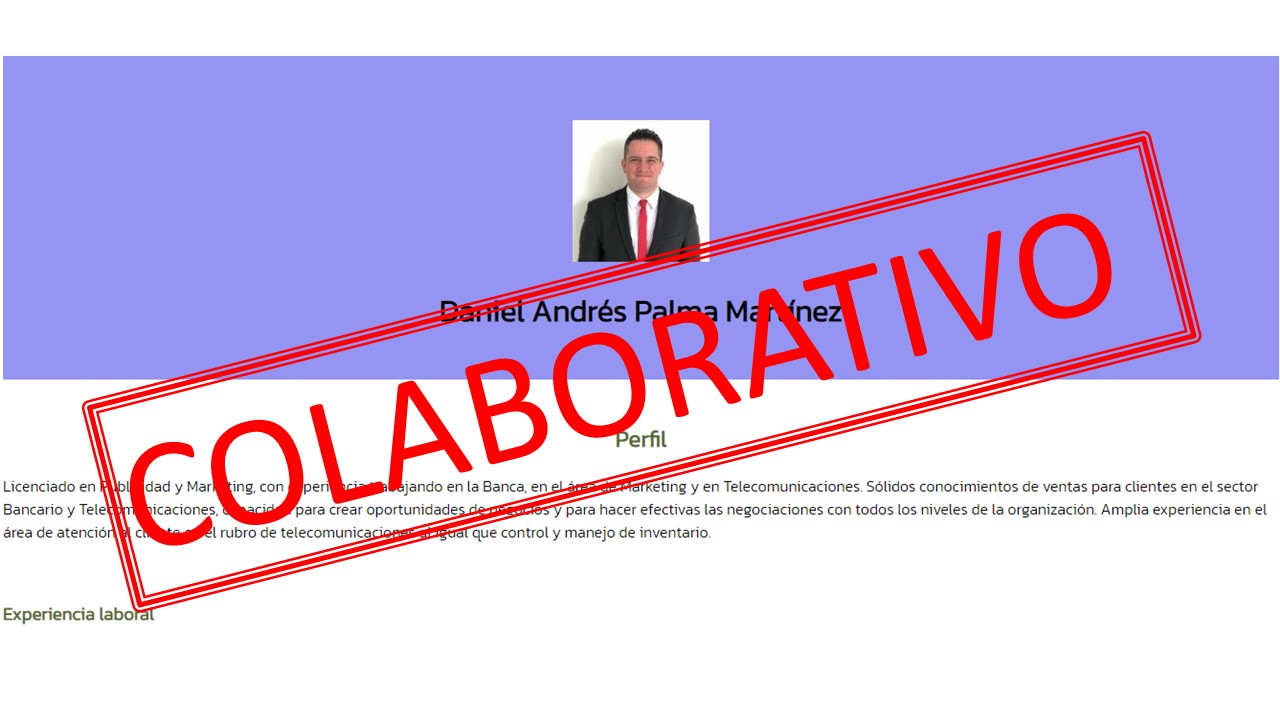 Daniel Andrés Palma Martínez
COLABORATIVO
Perfil
Licenciado en Publicidad y Marketing, con experiencia trabajando en la Banca, en el área de Marketing y en Telecomunicaciones. Sólidos conocimientos de ventas para clientes en el sector
Bancario y Telecomunicaciones, capacidad para crear oportunidades de negocios y para hacer efectivas las negociaciones con todos los niveles de la organización. Amplia experiencia en el
área de atención al cliente en el rubro de telecomunicaciones al igual que control y manejo de inventario.
Experiencia laboral